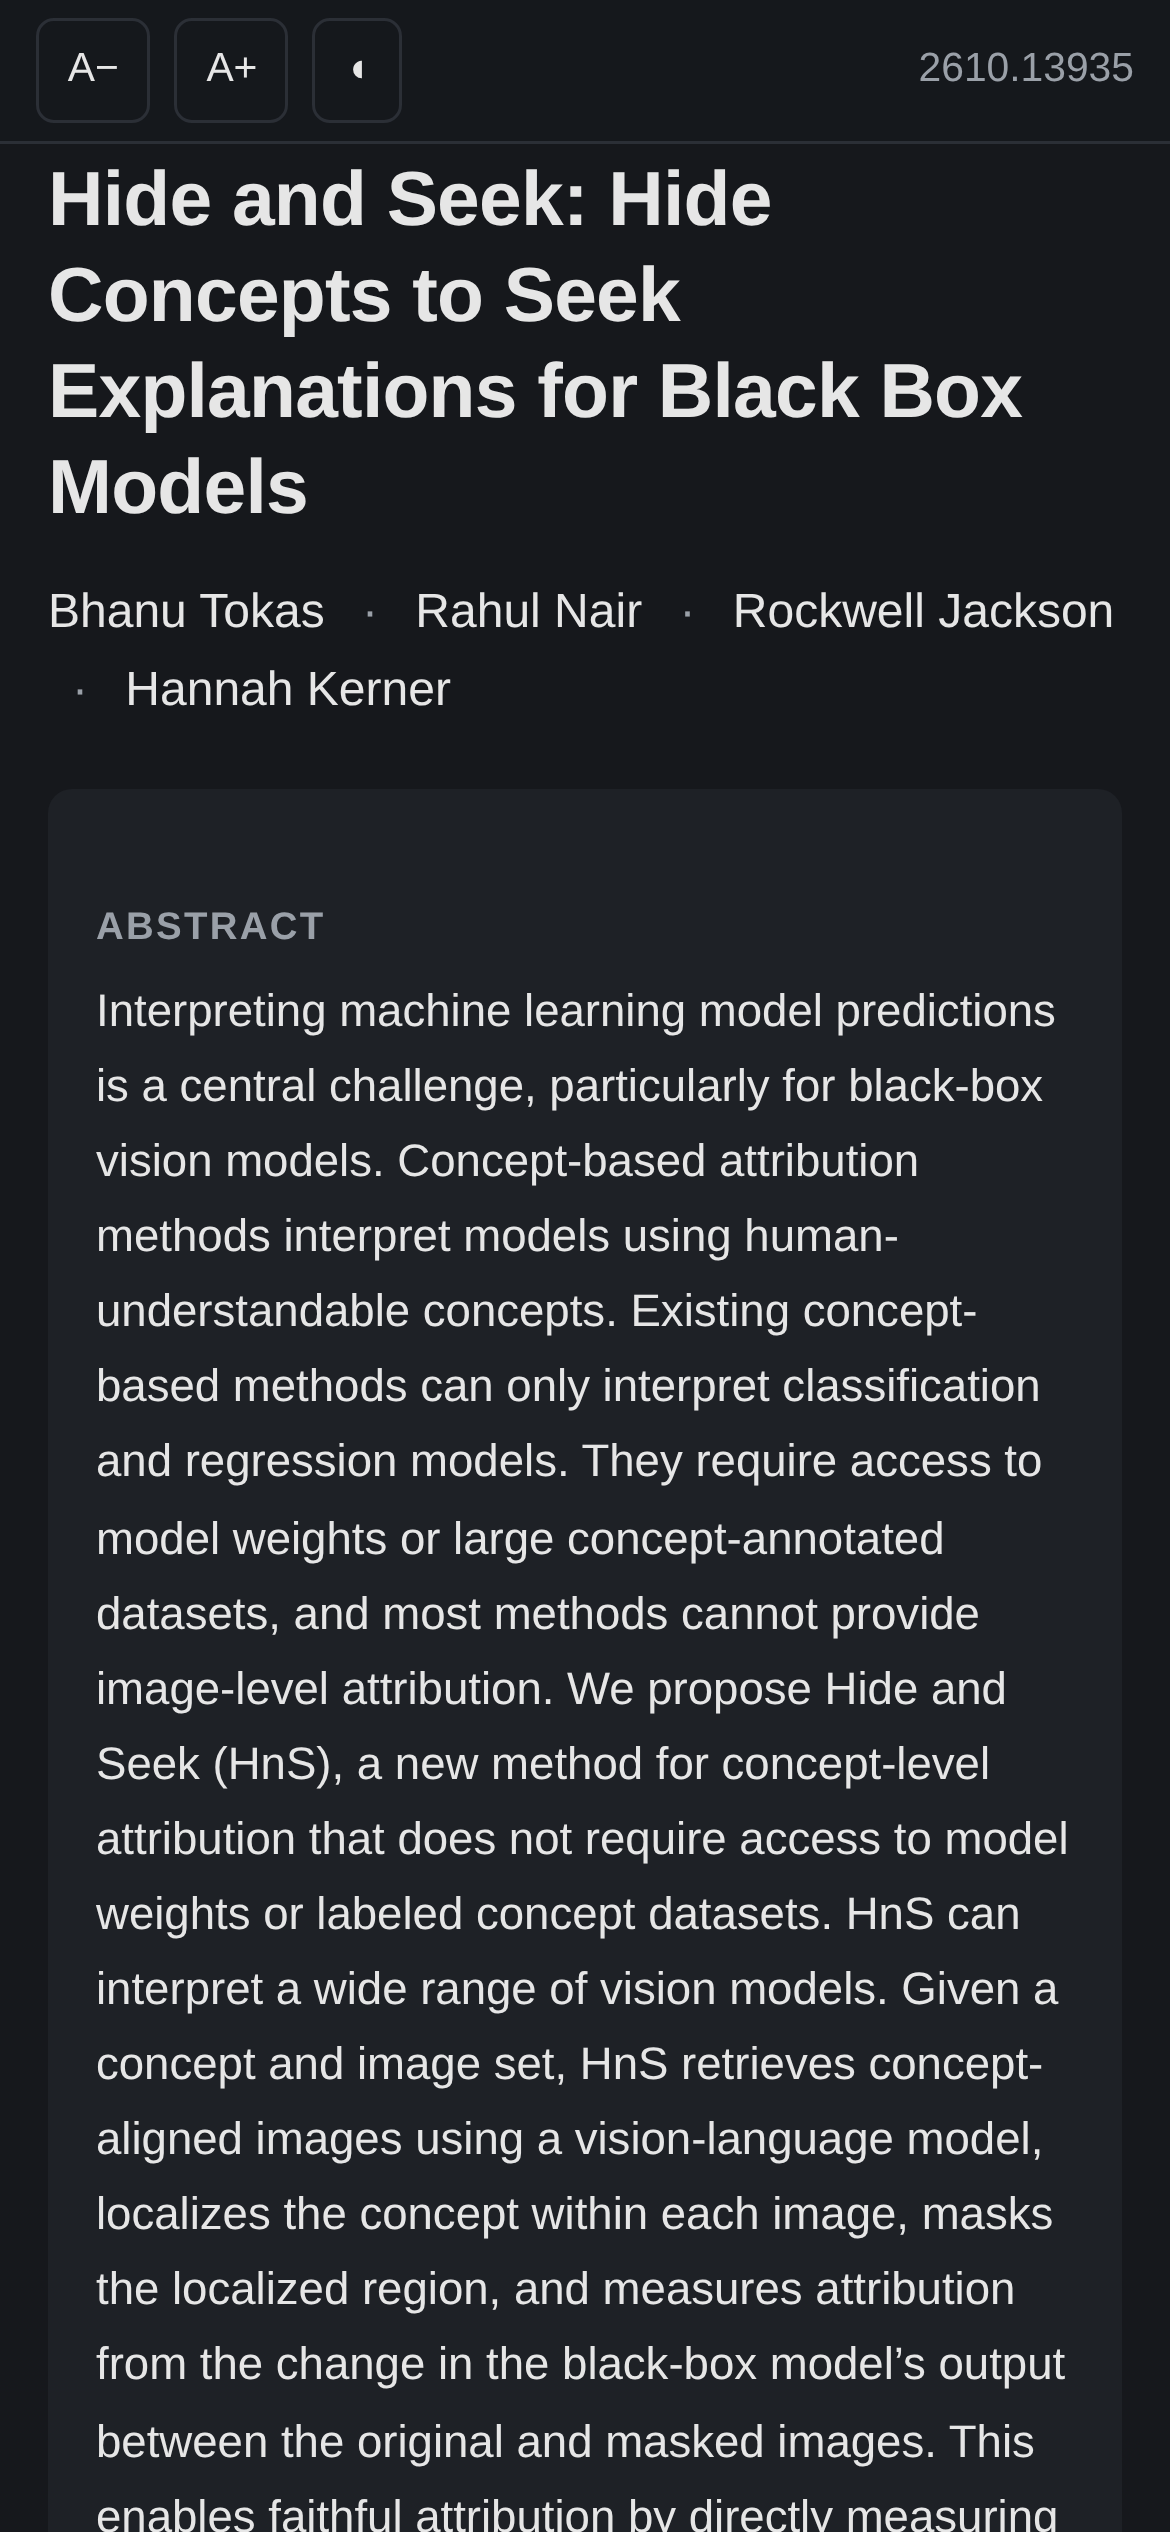 A− A+ 2610.13935
Hide and Seek: Hide
Concepts to Seek
Explanations for Black Box
Models
Bhanu Tokas · Rahul Nair · Rockwell Jackson
· Hannah Kerner
ABSTRACT
Interpreting machine learning model predictions
is a central challenge, particularly for black-box
vision models. Concept-based attribution
methods interpret models using human-
understandable concepts. Existing concept-
based methods can only interpret classification
and regression models. They require access to
model weights or large concept-annotated
datasets, and most methods cannot provide
image-level attribution. We propose Hide and
Seek (HnS), a new method for concept-level
attribution that does not require access to model
weights or labeled concept datasets. HnS can
interpret a wide range of vision models. Given a
concept and image set, HnS retrieves concept-
aligned images using a vision-language model,
localizes the concept within each image, masks
the localized region, and measures attribution
from the change in the black-box model’s output
between the original and masked images. This
enables faithful attribution by directly measuring